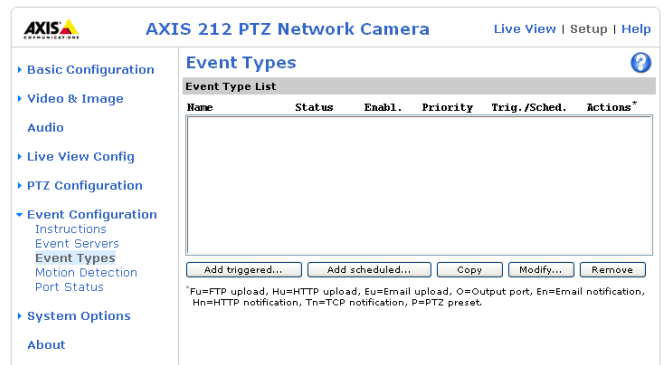 AXIS
COMMUNICATIONS
AXIS 212 PTZ Network Camera
Live View | Setup | Help
Basic Configuration
Video & Image
Audio
Live View Config
PTZ Configuration
Event Configuration
Instructions
Event Servers
Event Types
Motion Detection
Port Status
System Options
About
Event Types
?
Event Type List
Name Status Enabl. Priority Trig./Sched. Actions*
Add triggered... Add scheduled... Copy Modify... Remove
*Fu=FTP upload, Hu=HTTP upload, Eu=Email upload, O=Output port, En=Email notification,
Hn=HTTP notification, Tn=TCP notification, P=PTZ preset.